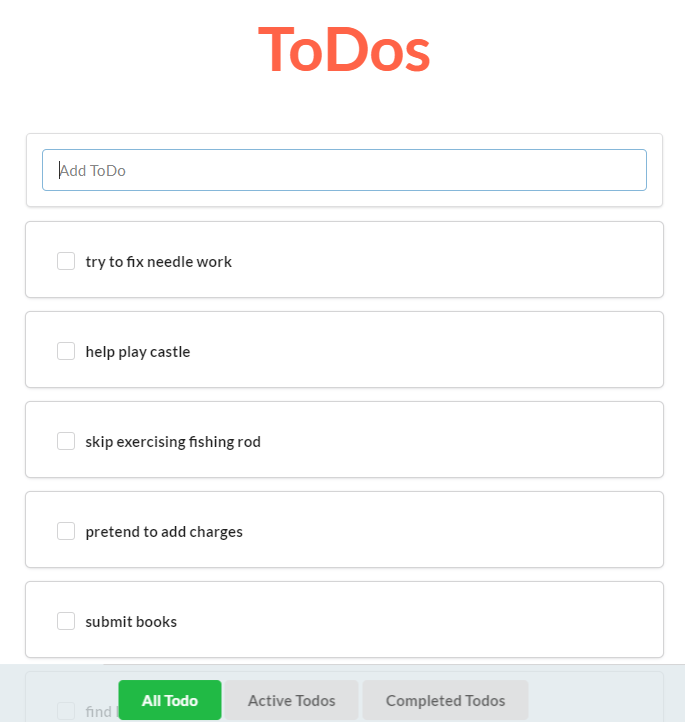 ToDos
Add ToDo
try to fix needle work
help play castle
skip exercising fishing rod
pretend to add charges
submit books
find
All Todo
Active Todos
Completed Todos